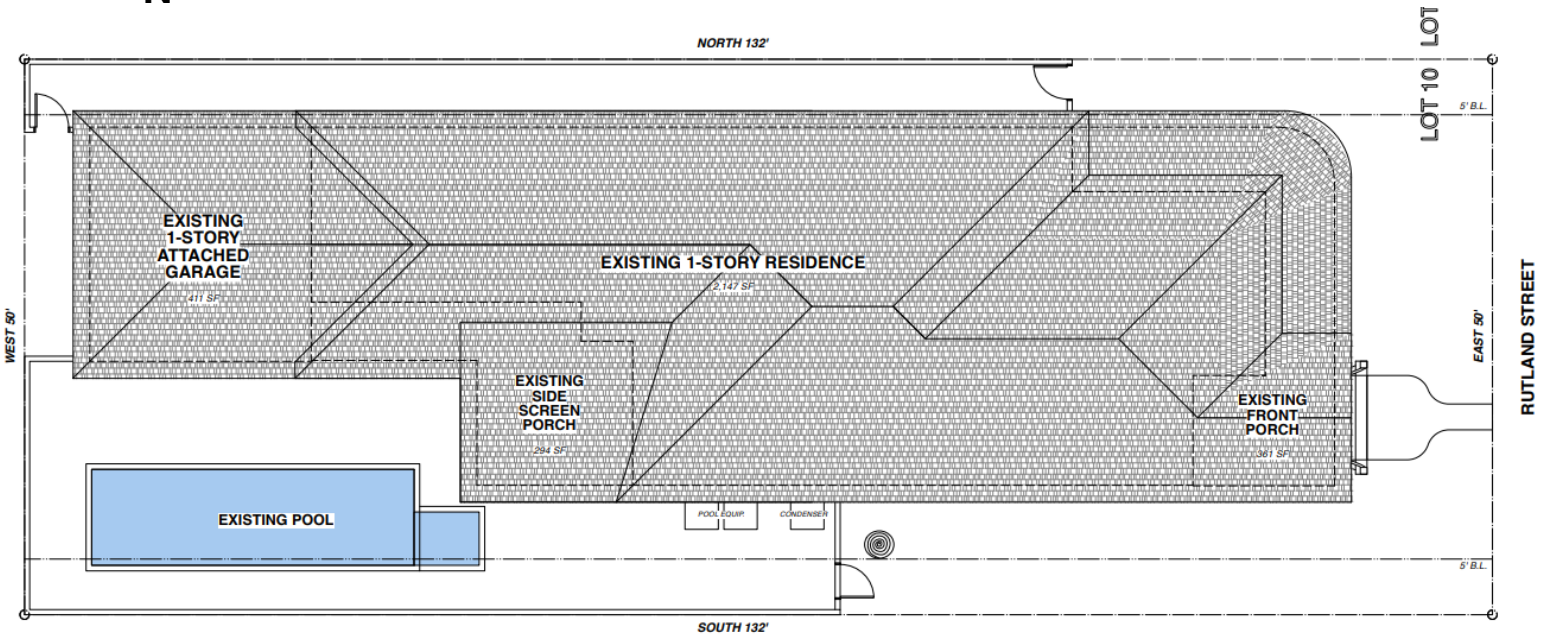 N
NORTH 132'
LOT 10 LOT
5' B.L.
EXISTING
1-STORY
ATTACHED
GARAGE
411 SF
EXISTING 1-STORY RESIDENCE
2,147 SF
WEST 50'
EAST 50'
RUTLAND STREET
EXISTING
SIDE
SCREEN
PORCH
294 SF
EXISTING
FRONT
PORCH
361 SF
EXISTING POOL
POOL EQUIP.
CONDENSER
5' B.L.
SOUTH 132'